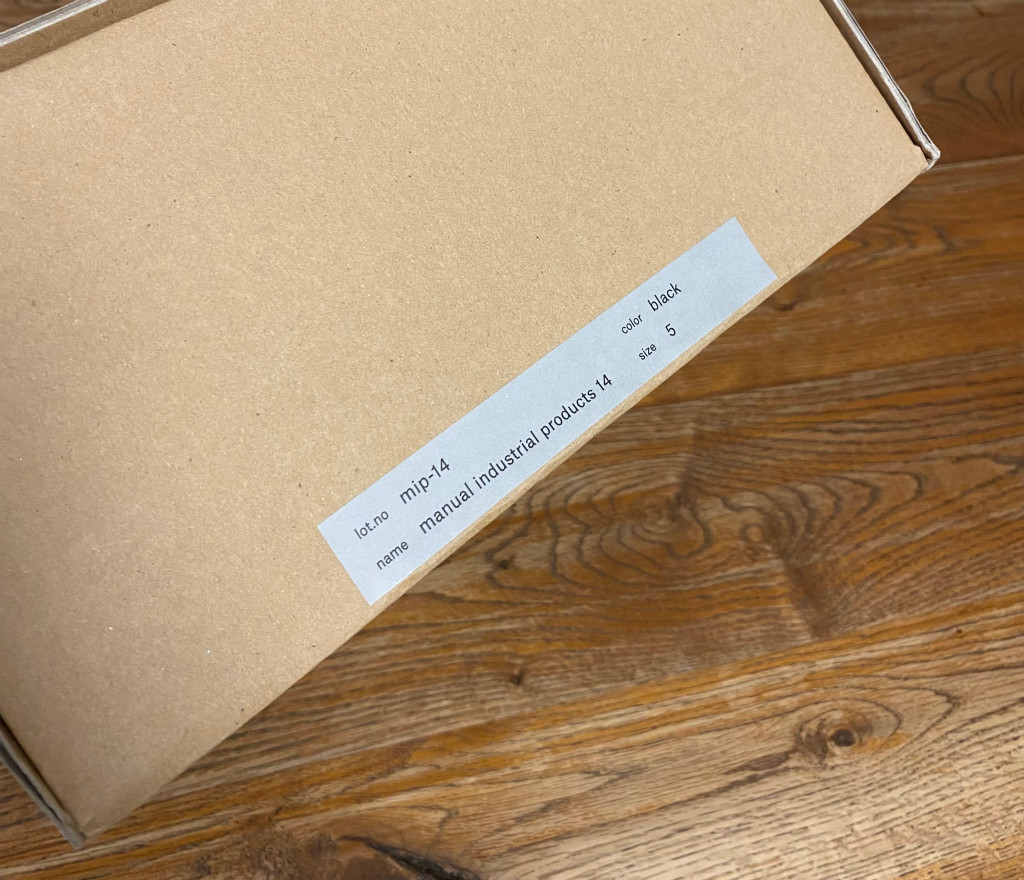 lot.no mip-14 color black
name manual industrial products 14 size 5